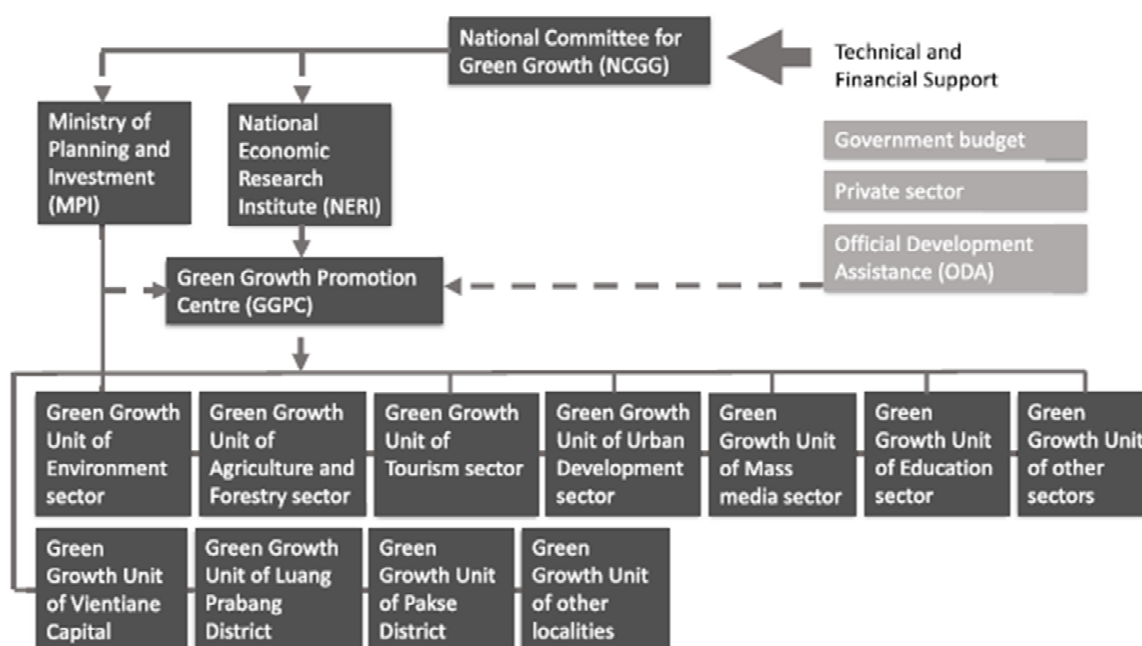 National Committee for
Green Growth (NCGG)
Technical and
Financial Support
Ministry of
Planning and
Investment
(MPI)
National
Economic
Research
Institute (NERI)
Government budget
Private sector
Official Development
Assistance (ODA)
Green Growth Promotion
Centre (GGPC)
Green Growth
Unit of
Environment
sector
Green Growth
Unit of
Agriculture and
Forestry sector
Green Growth
Unit of
Tourism sector
Green Growth
Unit of Urban
Development
sector
Green
Growth Unit
of Mass
media sector
Green
Growth Unit
of Education
sector
Green
Growth Unit
of other
sectors
Green
Growth Unit
of Vientiane
Capital
Green Growth
Unit of Luang
Prabang
District
Green
Growth Unit
of Pakse
District
Green
Growth Unit
of other
localities